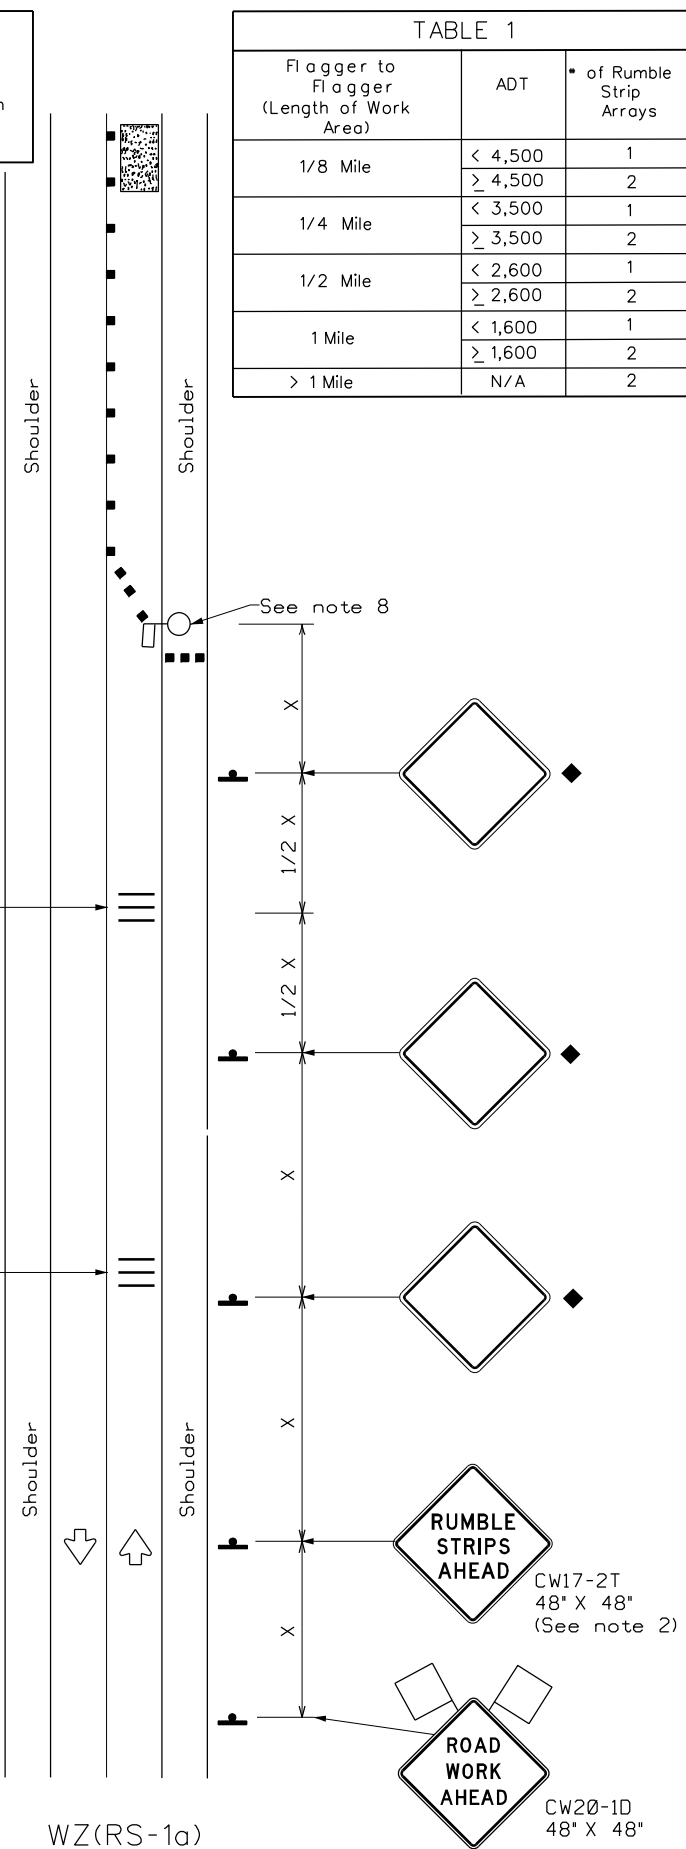 n
TABLE 1
Flagger to
Flagger
(Length of Work
Area)
ADT
* of Rumble
Strip
Arrays
1/8 Mile
< 4,500
1
≥ 4,500
2
1/4 Mile
< 3,500
1
≥ 3,500
2
1/2 Mile
< 2,600
1
≥ 2,600
2
1 Mile
< 1,600
1
≥ 1,600
2
> 1 Mile
N/A
2
Shoulder
Shoulder
See note 8
X
1/2 X
1/2 X
X
X
Shoulder
Shoulder
RUMBLE
STRIPS
AHEAD
CW17-2T
48" X 48"
(See note 2)
X
ROAD
WORK
AHEAD
CW20-1D
48" X 48"
WZ(RS-1a)